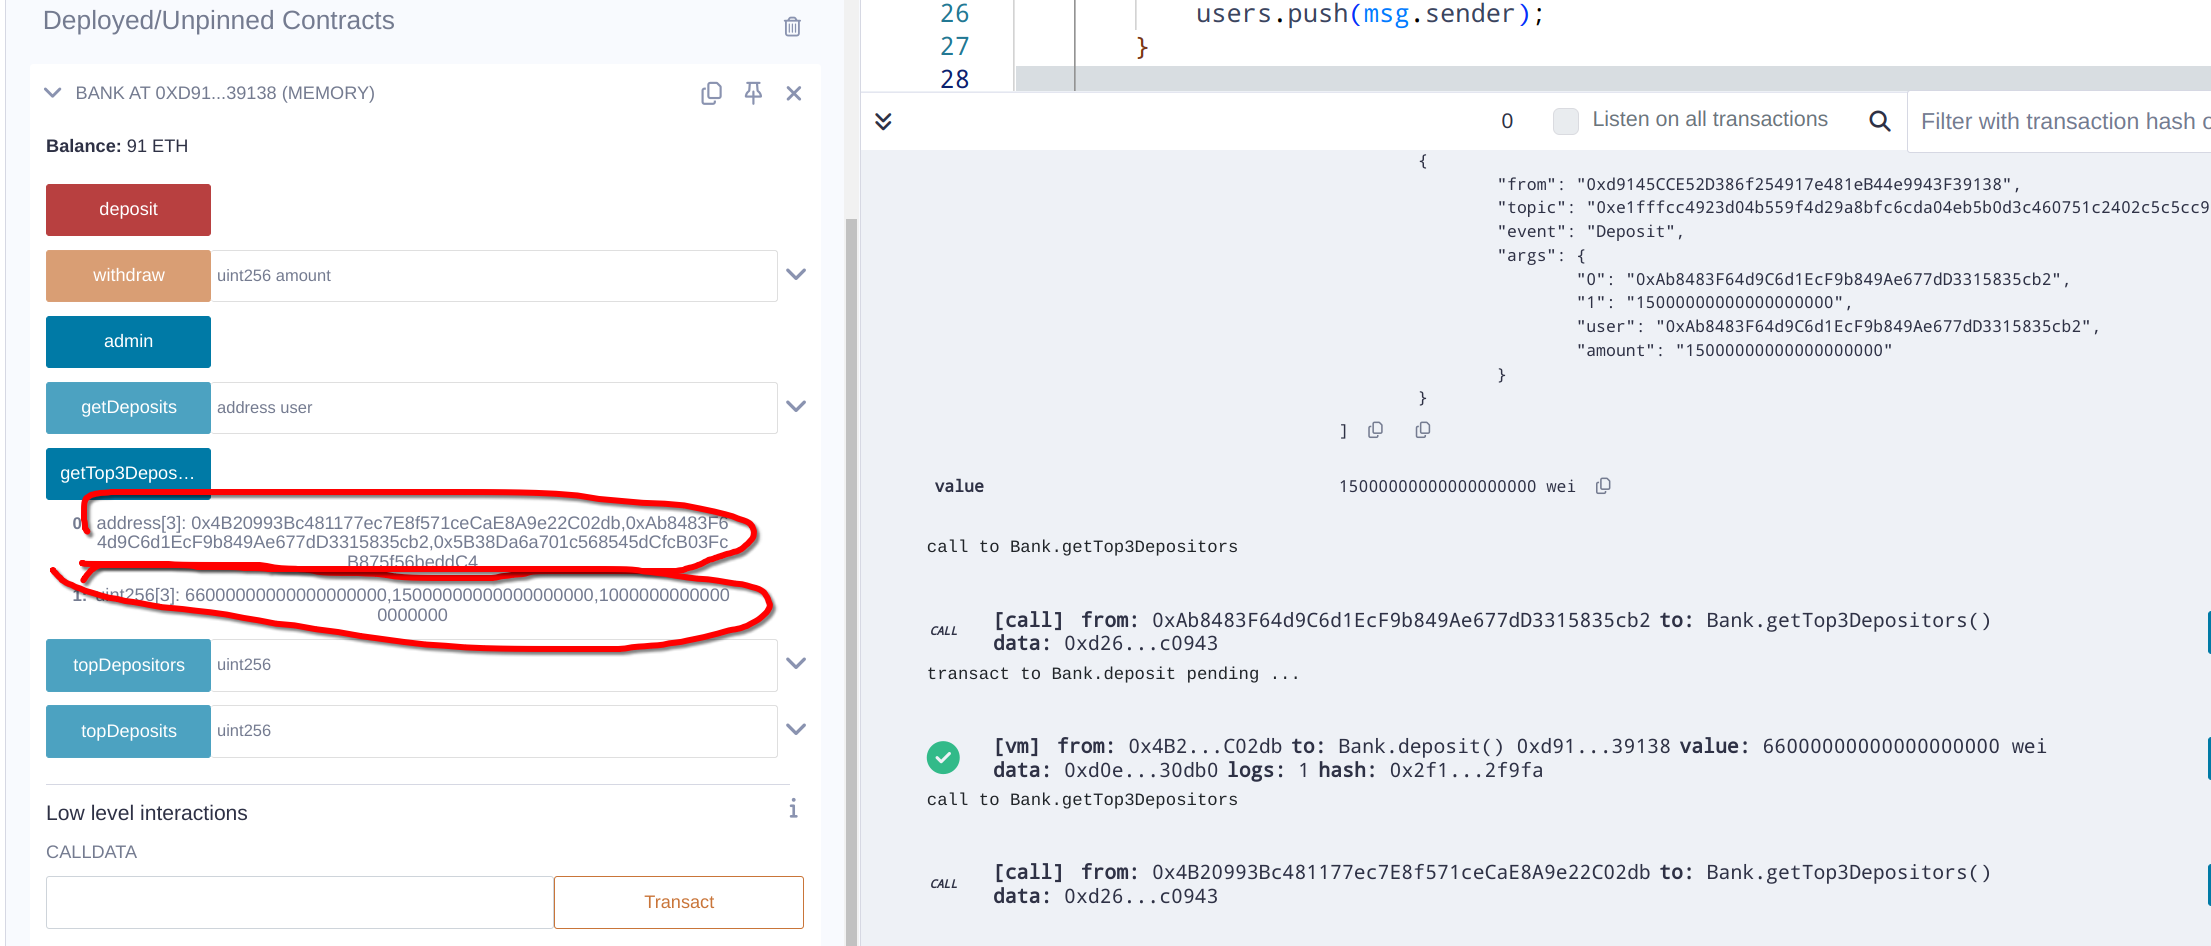 Deployed/Unpinned Contracts
BANK AT 0XD91...39138 (MEMORY)
Balance: 91 ETH
deposit
withdraw
uint256 amount
admin
getDeposits
address user
getTop3Depos...
0: address[3]: 0x4B20993Bc481177ec7E8f571ceCaE8A9e22C02db,0xAb8483F6
4d9C6d1EcF9b849Ae677dD3315835cb2,0x5B38Da6a701c568545dCfcB03Fc
B875f56beddC4
1: uint256[3]: 66000000000000000000,15000000000000000000,1000000000000
0000000
topDepositors
uint256
topDeposits
uint256
Low level interactions
CALLDATA
Transact
26 users.push(msg.sender);
27 }
28
0
Listen on all transactions
Filter with transaction hash o
{
"from": "0xd9145CCE52D386f254917e481eB44e9943F39138",
"topic": "0xe1fffcc4923d04b559f4d29a8bfc6cda04eb5b0d3c460751c2402c5c5cc9
"event": "Deposit",
"args": {
"0": "0xAb8483F64d9C6d1EcF9b849Ae677dD3315835cb2",
"1": "15000000000000000000",
"user": "0xAb8483F64d9C6d1EcF9b849Ae677dD3315835cb2",
"amount": "15000000000000000000"
}
}
]
value 15000000000000000000 wei
call to Bank.getTop3Depositors
CALL
[call] from: 0xAb8483F64d9C6d1EcF9b849Ae677dD3315835cb2 to: Bank.getTop3Depositors()
data: 0xd26...c0943
transact to Bank.deposit pending ...
[vm] from: 0x4B2...C02db to: Bank.deposit() 0xd91...39138 value: 66000000000000000000 wei
data: 0xd0e...30db0 logs: 1 hash: 0x2f1...2f9fa
call to Bank.getTop3Depositors
CALL
[call] from: 0x4B20993Bc481177ec7E8f571ceCaE8A9e22C02db to: Bank.getTop3Depositors()
data: 0xd26...c0943